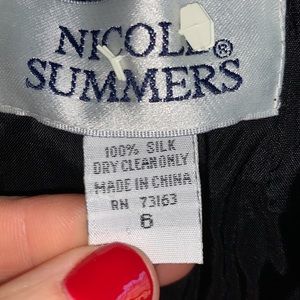 NICOLE®
SUMMERS
100% SILK
DRY CLEAN ONLY
MADE IN CHINA
RN 73163
6